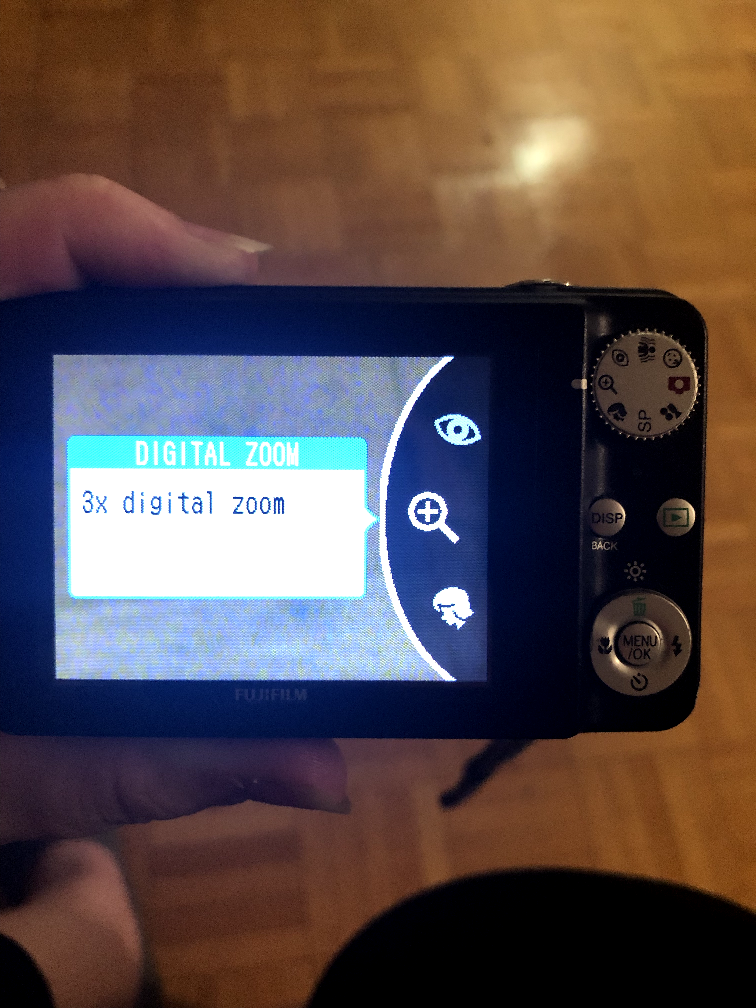 DIGITAL ZOOM
3x digital zoom
FUJIFILM
SP
DISP
BACK
MENU
/OK